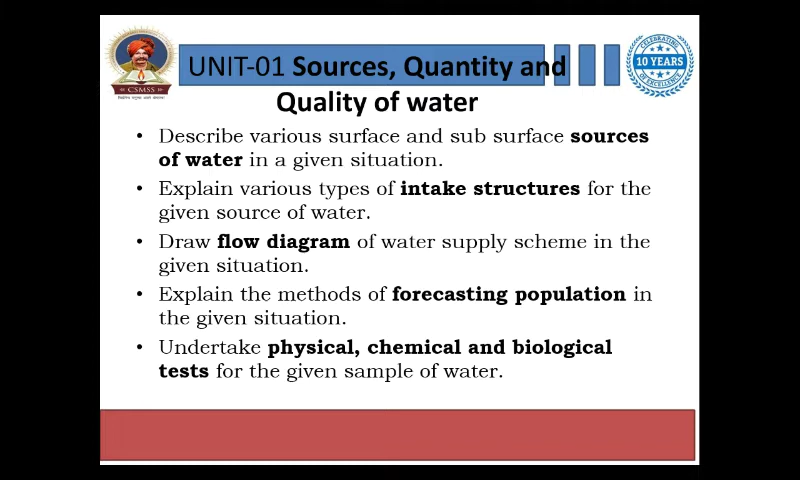 UNIT-01 Sources, Quantity and
Quality of water
CSMSS
CELEBRATING
10 YEARS
OF EXCELLENCE
• Describe various surface and sub surface sources
of water in a given situation.
• Explain various types of intake structures for the
given source of water.
• Draw flow diagram of water supply scheme in the
given situation.
• Explain the methods of forecasting population in
the given situation.
• Undertake physical, chemical and biological
tests for the given sample of water.